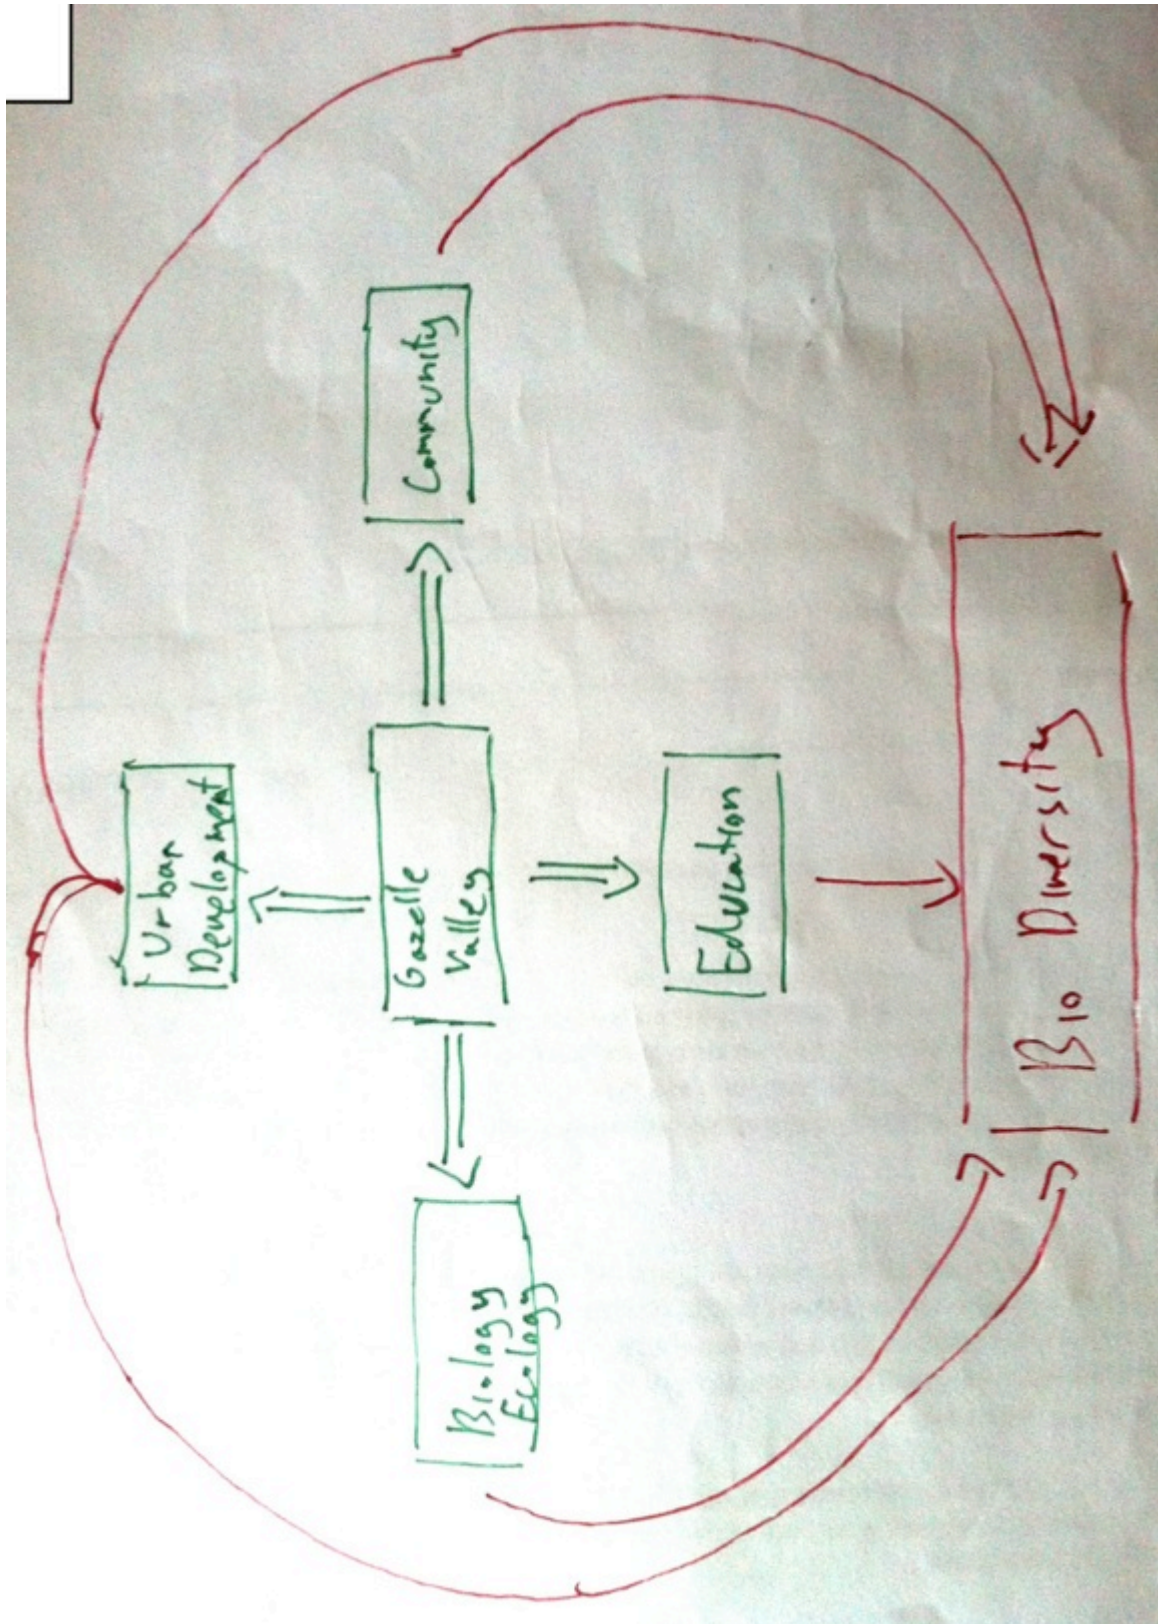 Urban
Development
Biology
Ecology
Gazelle
Valley
Community
Education
Bio Diversity